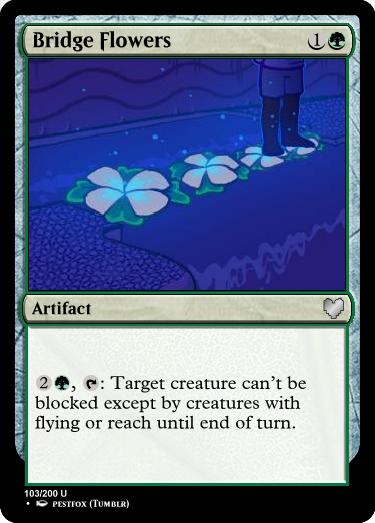 Bridge Flowers 1
Artifact
2, : Target creature can't be
blocked except by creatures with
flying or reach until end of turn.
103/200 U
• PESTFOX (TUMBLR)